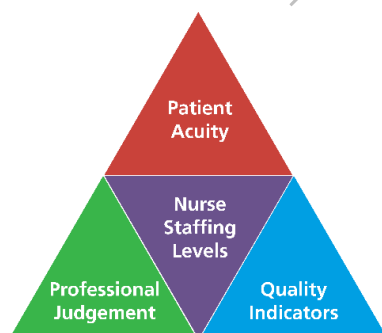 Patient
Acuity
Nurse
Staffing
Levels
Professional
Judgement
Quality
Indicators